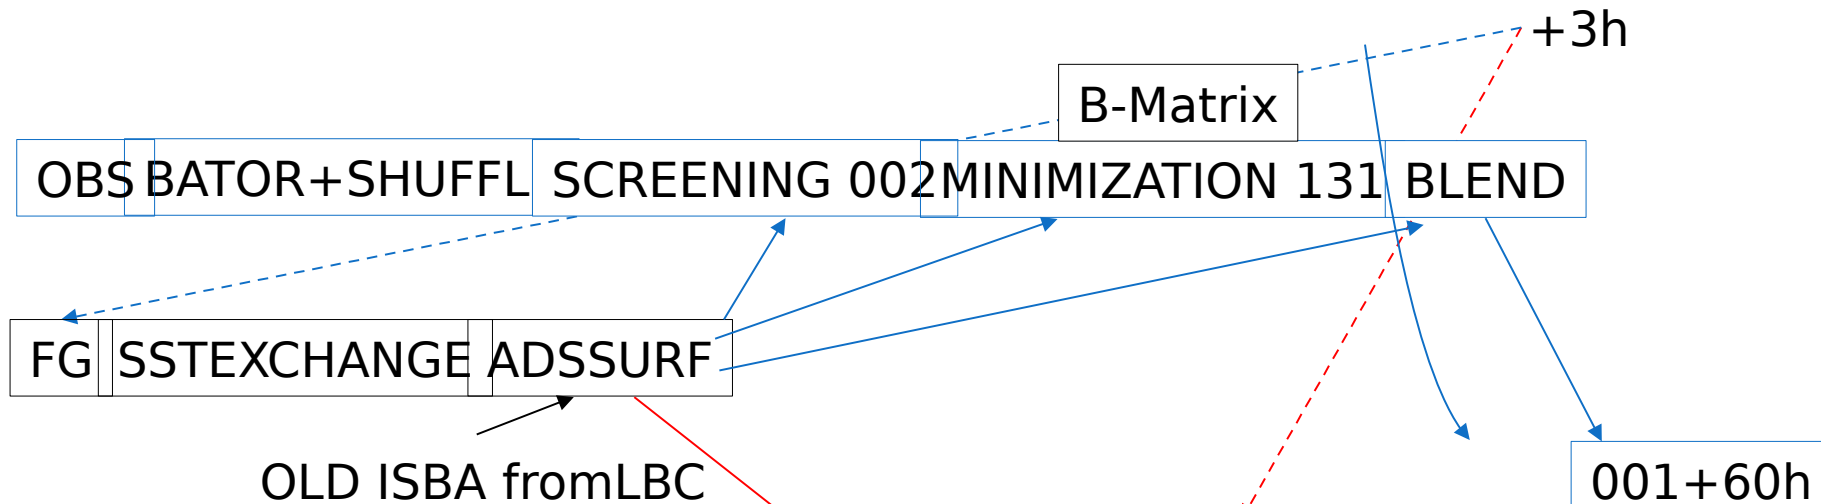 +3h
B-Matrix
OBS BATOR+SHUFFL SCREENING 002 MINIMIZATION 131 BLEND
FG SSTEXCHANGE ADSSURF
OLD ISBA fromLBC
001+60h